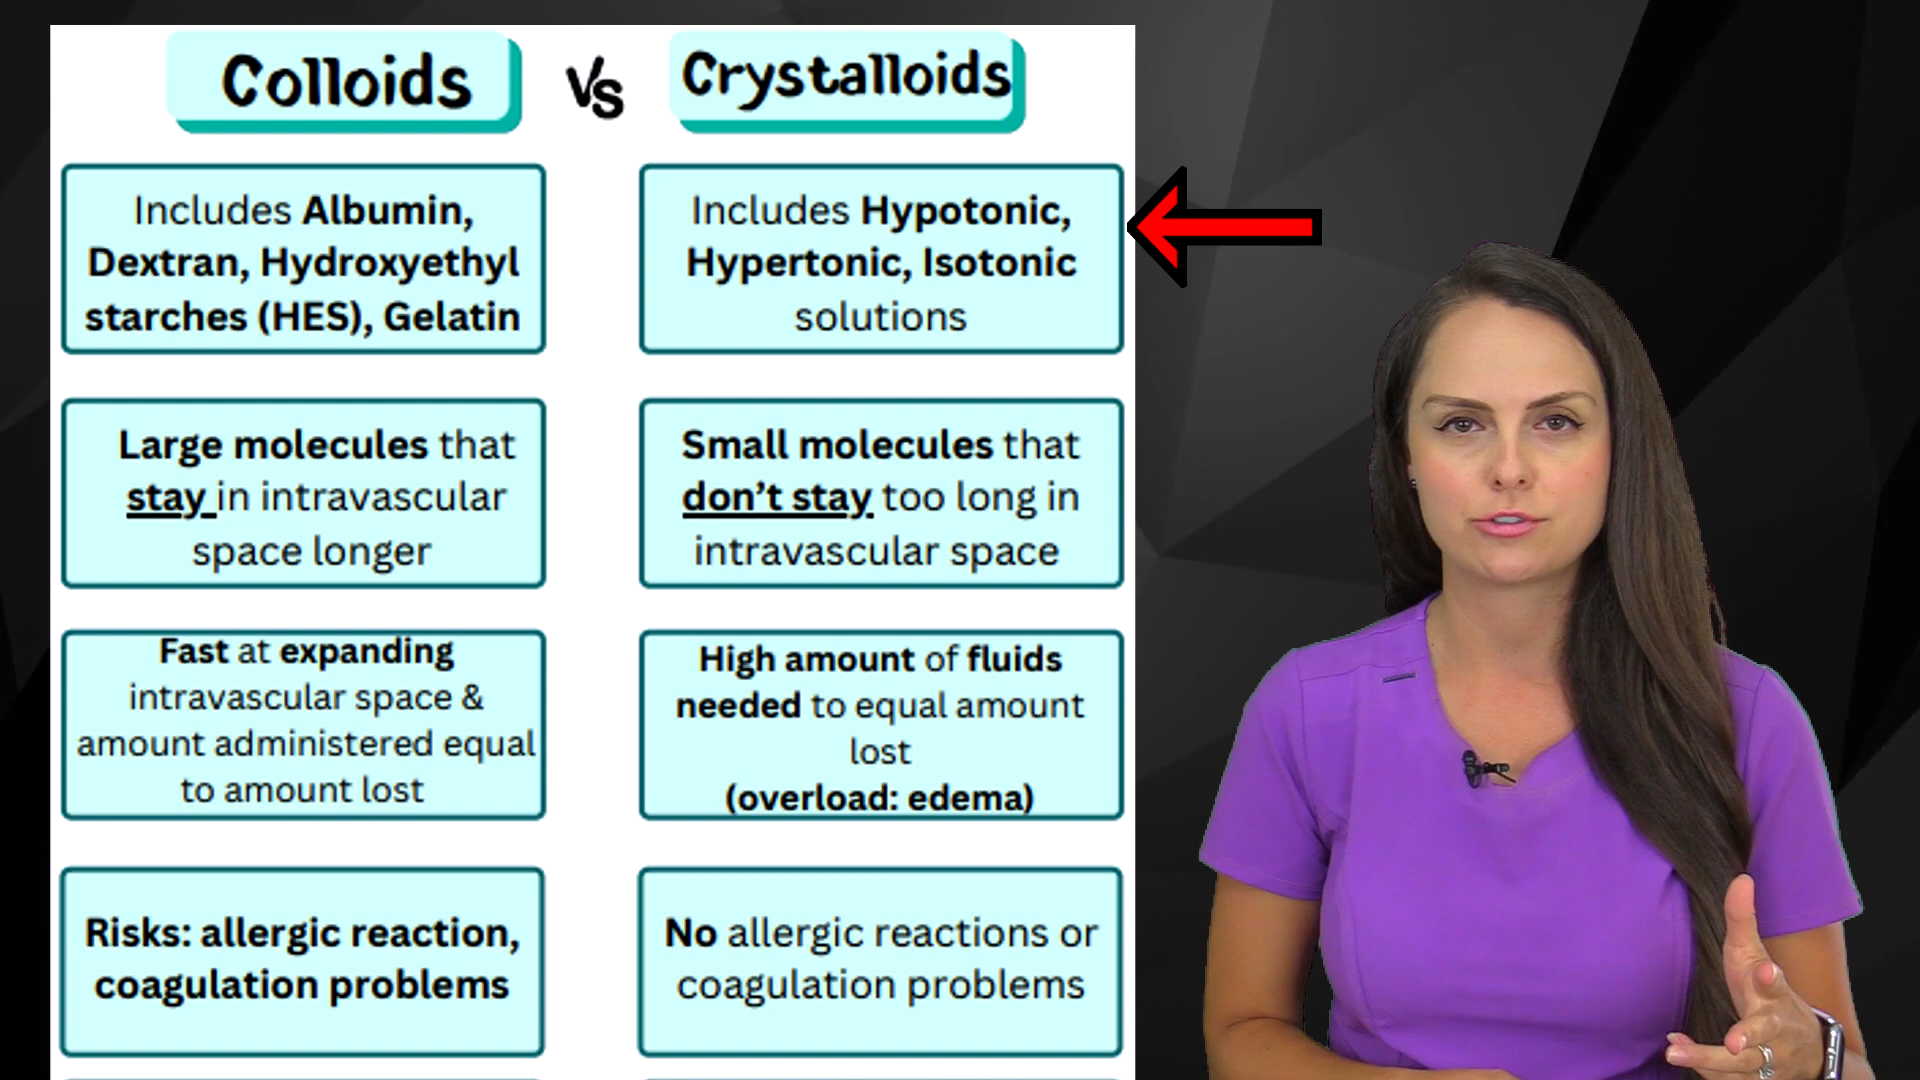 Colloids vs Crystalloids
Includes Albumin,
Dextran, Hydroxyethyl
starches (HES), Gelatin
Includes Hypotonic,
Hypertonic, Isotonic
solutions
Large molecules that
stay in intravascular
space longer
Small molecules that
don't stay too long in
intravascular space
Fast at expanding
intravascular space &
amount administered equal
to amount lost
High amount of fluids
needed to equal amount
lost
(overload: edema)
Risks: allergic reaction,
coagulation problems
No allergic reactions or
coagulation problems